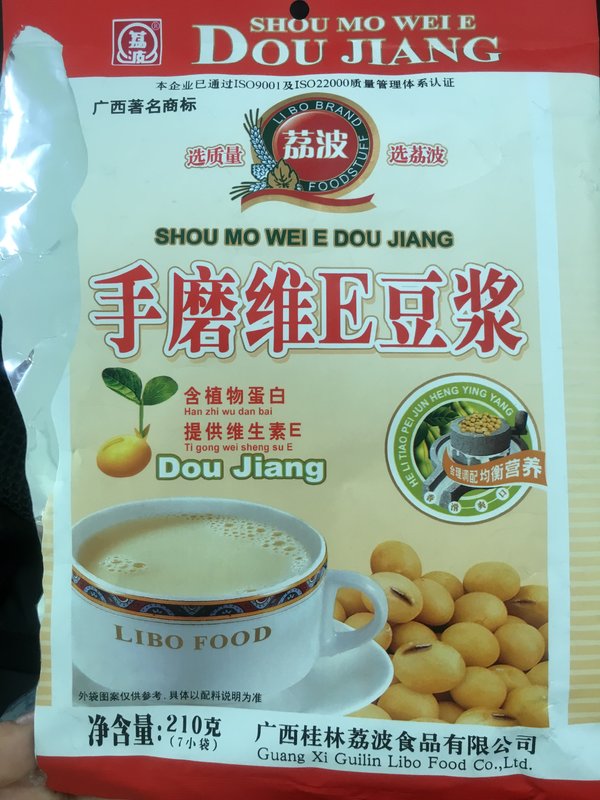 荔波®
SHOU MO WEI E
DOU JIANG
本企业已通过ISO9001及ISO22000质量管理体系认证
广西著名商标
LI BO BRAND
选质量 荔波 选荔波
FOODSTUFF
SHOU MO WEI E DOU JIANG
手磨维E豆浆
含植物蛋白
Han zhi wu dan bai
提供维生素E
Ti gong wei sheng su E
Dou Jiang
HE LI TIAO PEI JUN HENG YING YANG
合理调配 均衡营养
香滑爽口
LIBO FOOD
外袋图案仅供参考,具体以配料说明为准
净含量:210克
(7小袋)
广西桂林荔波食品有限公司
Guang Xi Guilin Libo Food Co.,Ltd.